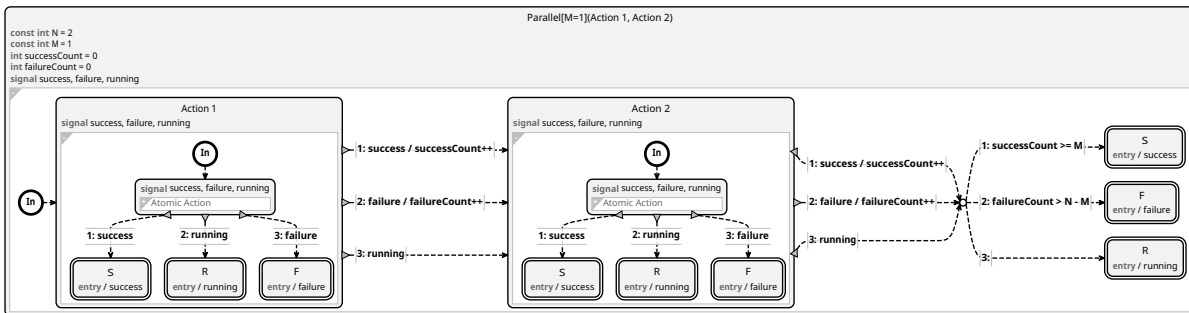 Parallel[M=1](Action 1, Action 2)
const int N = 2
const int M = 1
int successCount = 0
int failureCount = 0
signal success, failure, running
In
Action 1
signal success, failure, running
In
signal success, failure, running
Atomic Action
1: success
2: running
3: failure
S
entry / success
R
entry / running
F
entry / failure
1: success / successCount++
2: failure / failureCount++
3: running
Action 2
signal success, failure, running
In
signal success, failure, running
Atomic Action
1: success
2: running
3: failure
S
entry / success
R
entry / running
F
entry / failure
1: success / successCount++
2: failure / failureCount++
3: running
1: successCount >= M
2: failureCount > N - M
3:
S
entry / success
F
entry / failure
R
entry / running